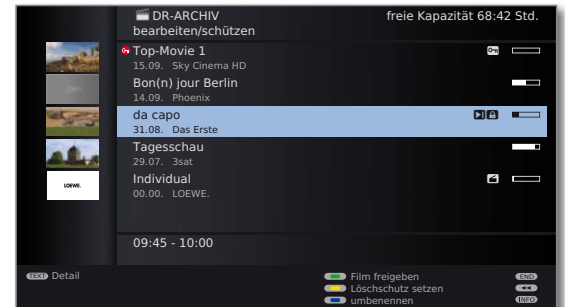 DR-ARCHIV
freie Kapazität 68:42 Std.
bearbeiten/schützen
Top-Movie 1
15.09. Sky Cinema HD
Bon(n) jour Berlin
14.09. Phoenix
da capo
31.08. Das Erste
Tagesschau
29.07. 3sat
Individual
00.00. LOEWE.
DR+
LOEWE.
09:45 - 10:00
TEXT Detail
Film freigeben
END
Löschschutz setzen
umbenennen
INFO